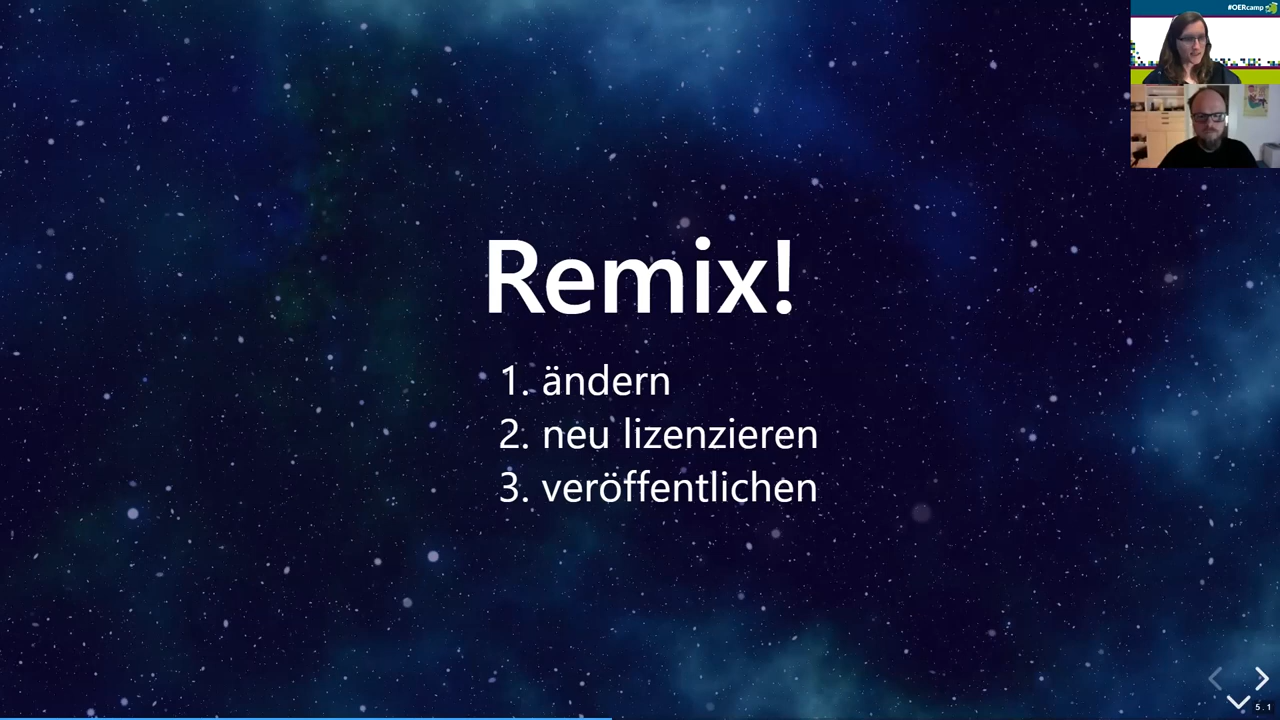 #OERcamp
Remix!
1. ändern
2. neu lizenzieren
3. veröffentlichen
5.1